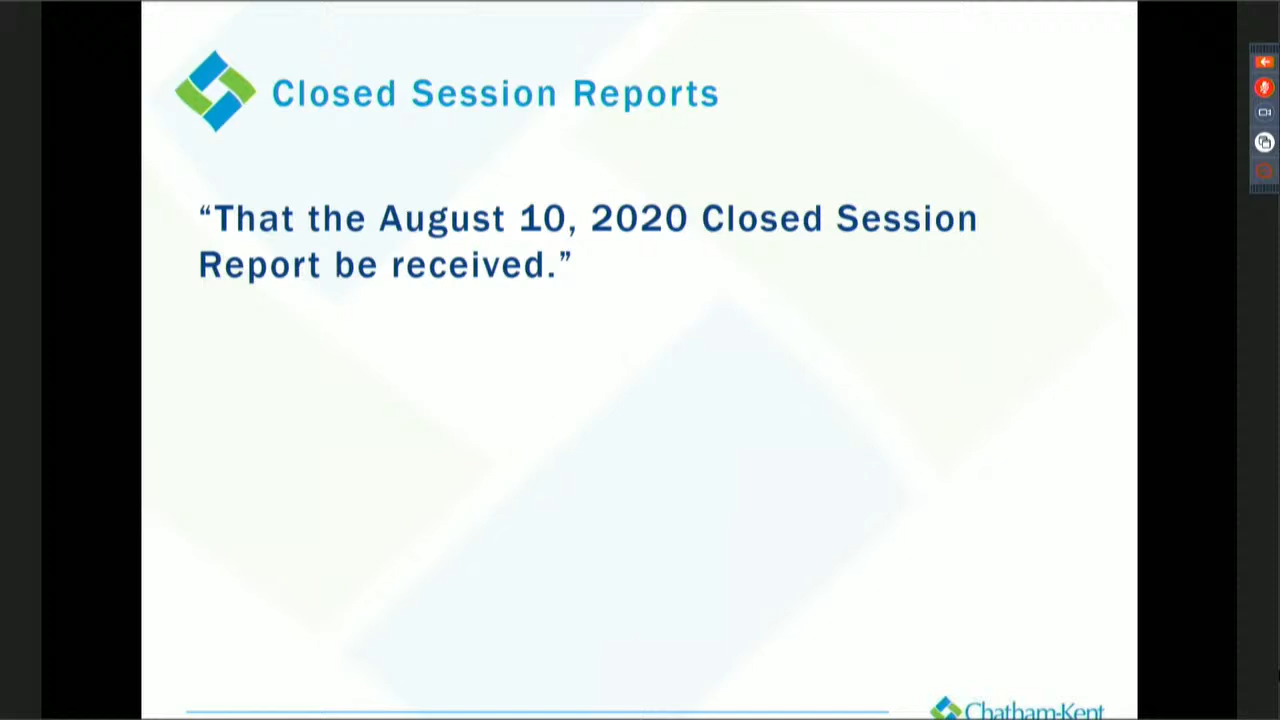 Closed Session Reports
“That the August 10, 2020 Closed Session
Report be received.”
Chatham-Kent